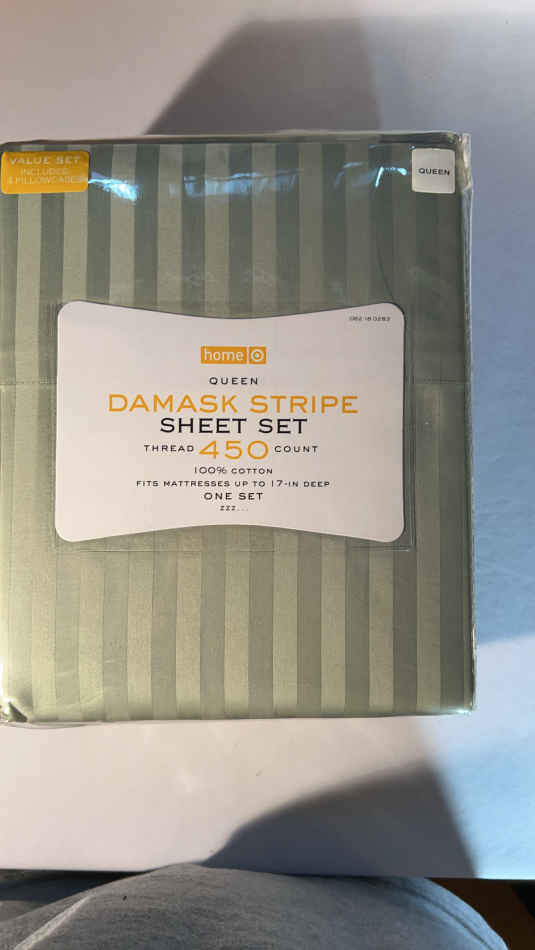 VALUE SET
INCLUDES
4 PILLOWCASES
QUEEN
062 18 0283
home
QUEEN
DAMASK STRIPE
SHEET SET
THREAD 450 COUNT
100% COTTON
FITS MATTRESSES UP TO 17-IN DEEP
ONE SET
zzz...